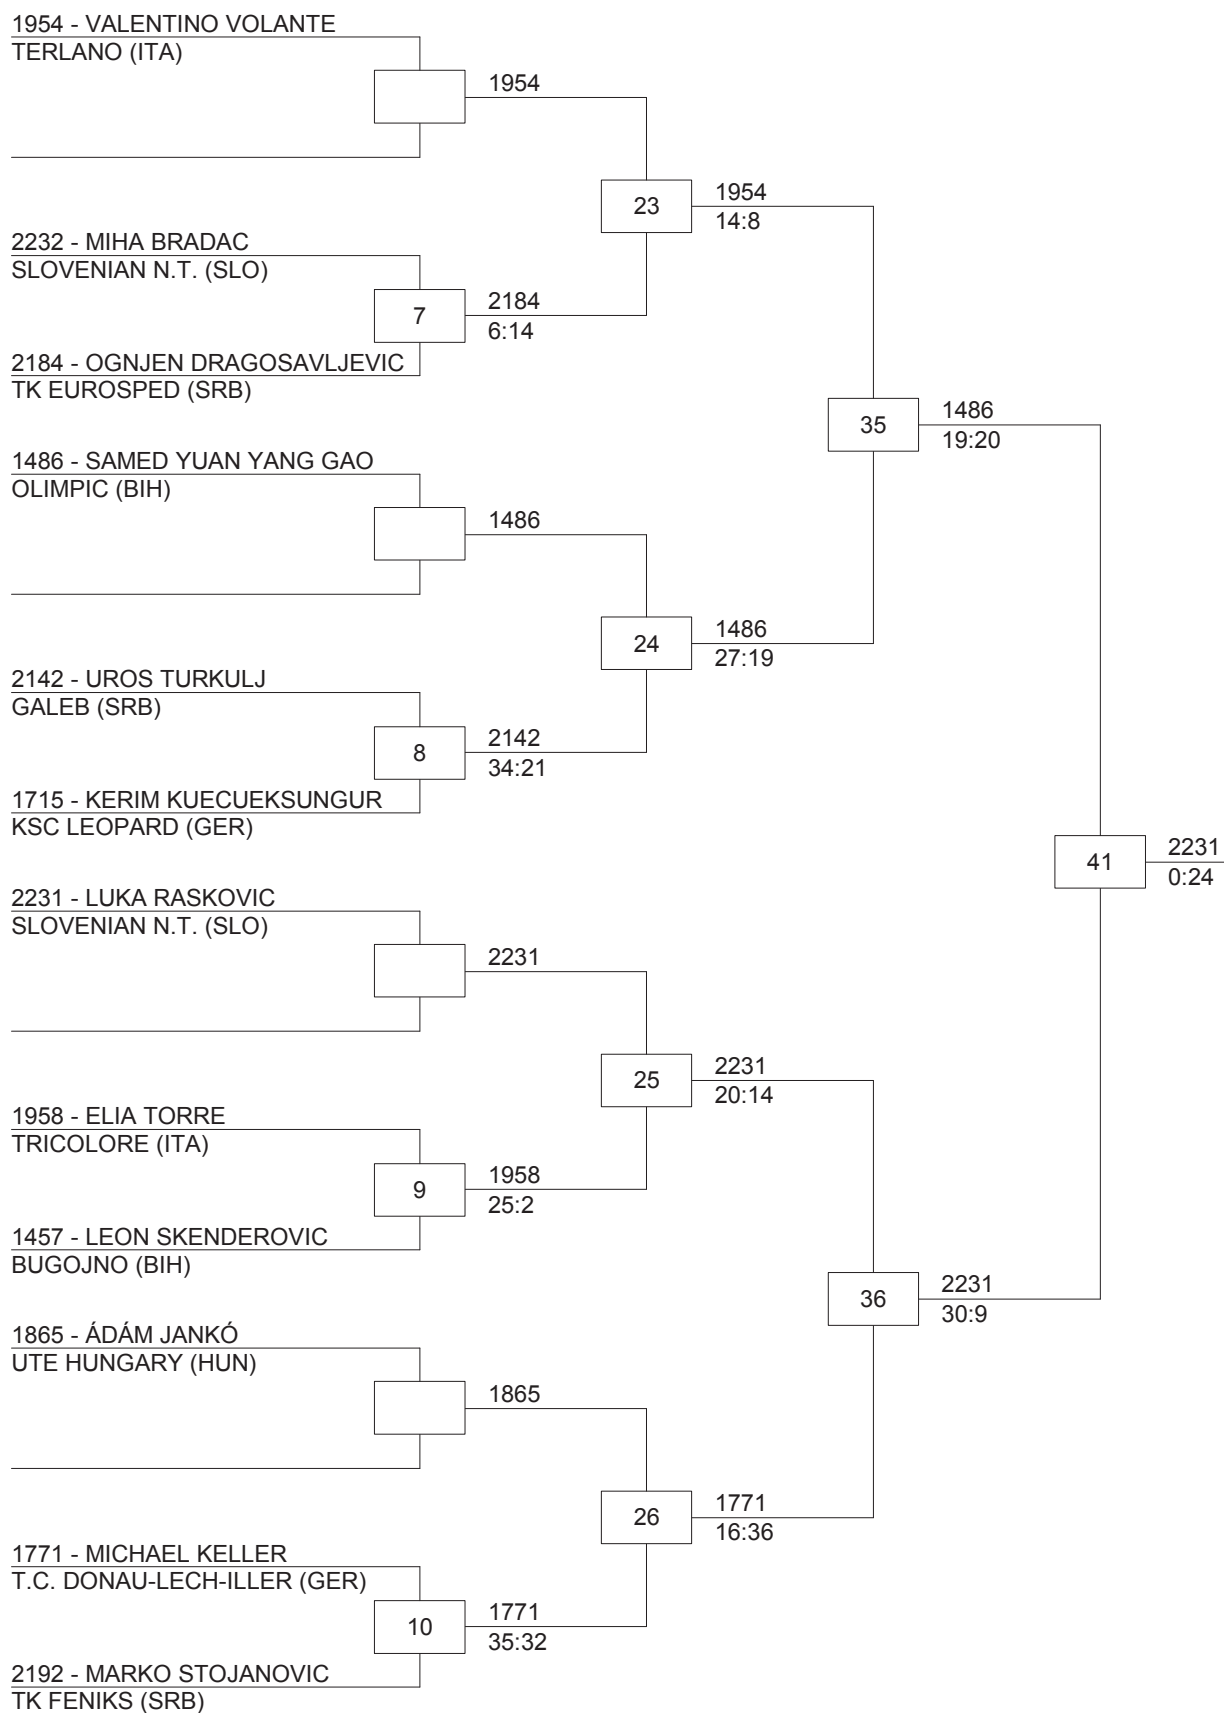 1954 - VALENTINO VOLANTE
TERLANO (ITA)
1954
23
1954
14:8
2232 - MIHA BRADAC
SLOVENIAN N.T. (SLO)
7
2184
6:14
2184 - OGNJEN DRAGOSAVLJEVIC
TK EUROSPED (SRB)
35
1486
19:20
1486 - SAMED YUAN YANG GAO
OLIMPIC (BIH)
1486
24
1486
27:19
2142 - UROS TURKULJ
GALEB (SRB)
8
2142
34:21
1715 - KERIM KUECUEKSUNGUR
KSC LEOPARD (GER)
41
2231
0:24
2231 - LUKA RASKOVIC
SLOVENIAN N.T. (SLO)
2231
25
2231
20:14
1958 - ELIA TORRE
TRICOLORE (ITA)
9
1958
25:2
1457 - LEON SKENDEROVIC
BUGOJNO (BIH)
36
2231
30:9
1865 - ÁDÁM JANKÓ
UTE HUNGARY (HUN)
1865
26
1771
16:36
1771 - MICHAEL KELLER
T.C. DONAU-LECH-ILLER (GER)
10
1771
35:32
2192 - MARKO STOJANOVIC
TK FENIKS (SRB)